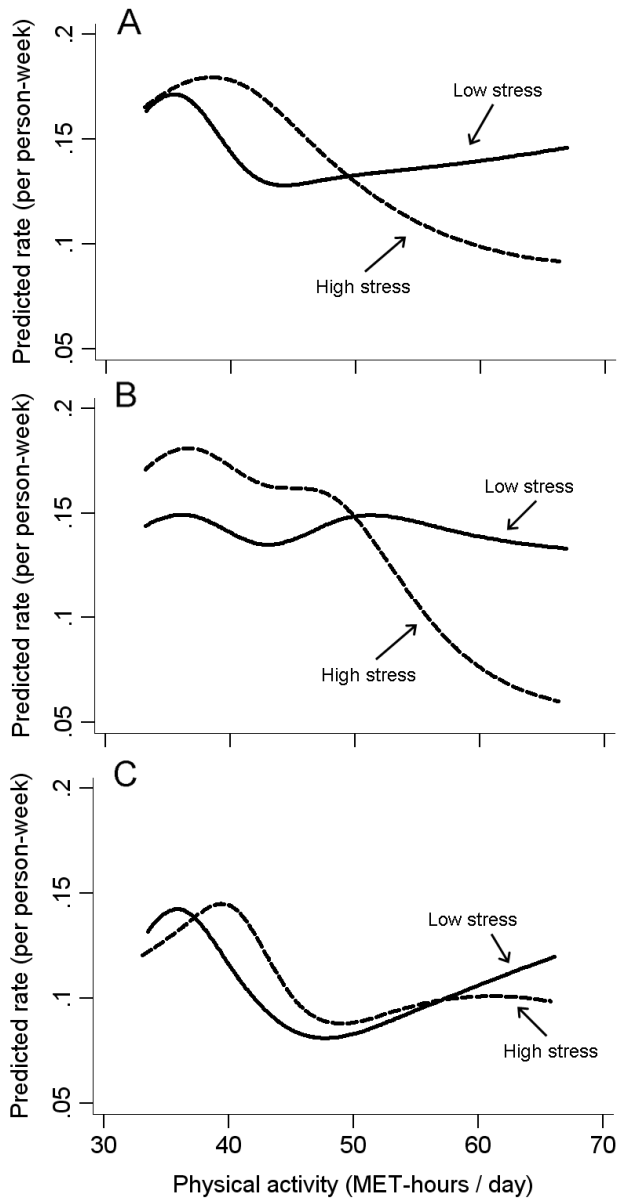 A
Predicted rate (per person-week)
.2
.15
.1
.05
Low stress
High stress
B
Predicted rate (per person-week)
.2
.15
.1
.05
Low stress
High stress
C
Predicted rate (per person-week)
.2
.15
.1
.05
Low stress
High stress
30 40 50 60 70
Physical activity (MET-hours / day)